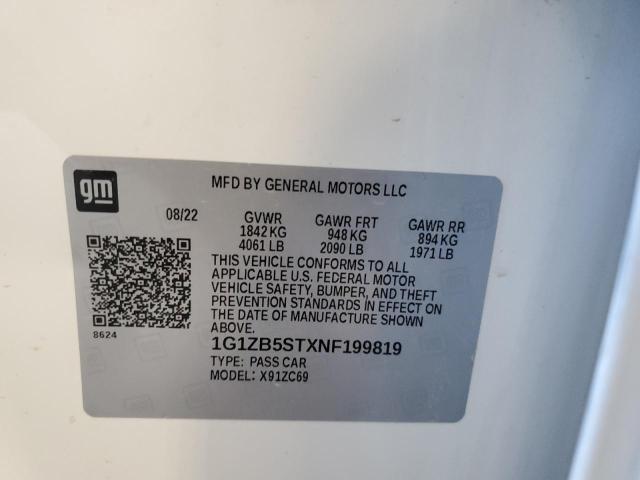 gm
MFD BY GENERAL MOTORS LLC
08/22 GVWR GAWR FRT GAWR RR
1842 KG 948 KG 894 KG
4061 LB 2090 LB 1971 LB
THIS VEHICLE CONFORMS TO ALL
APPLICABLE U.S. FEDERAL MOTOR
VEHICLE SAFETY, BUMPER, AND THEFT
PREVENTION STANDARDS IN EFFECT ON
THE DATE OF MANUFACTURE SHOWN
ABOVE.
8624
1G1ZB5STXNF199819
TYPE: PASS CAR
MODEL: X91ZC69